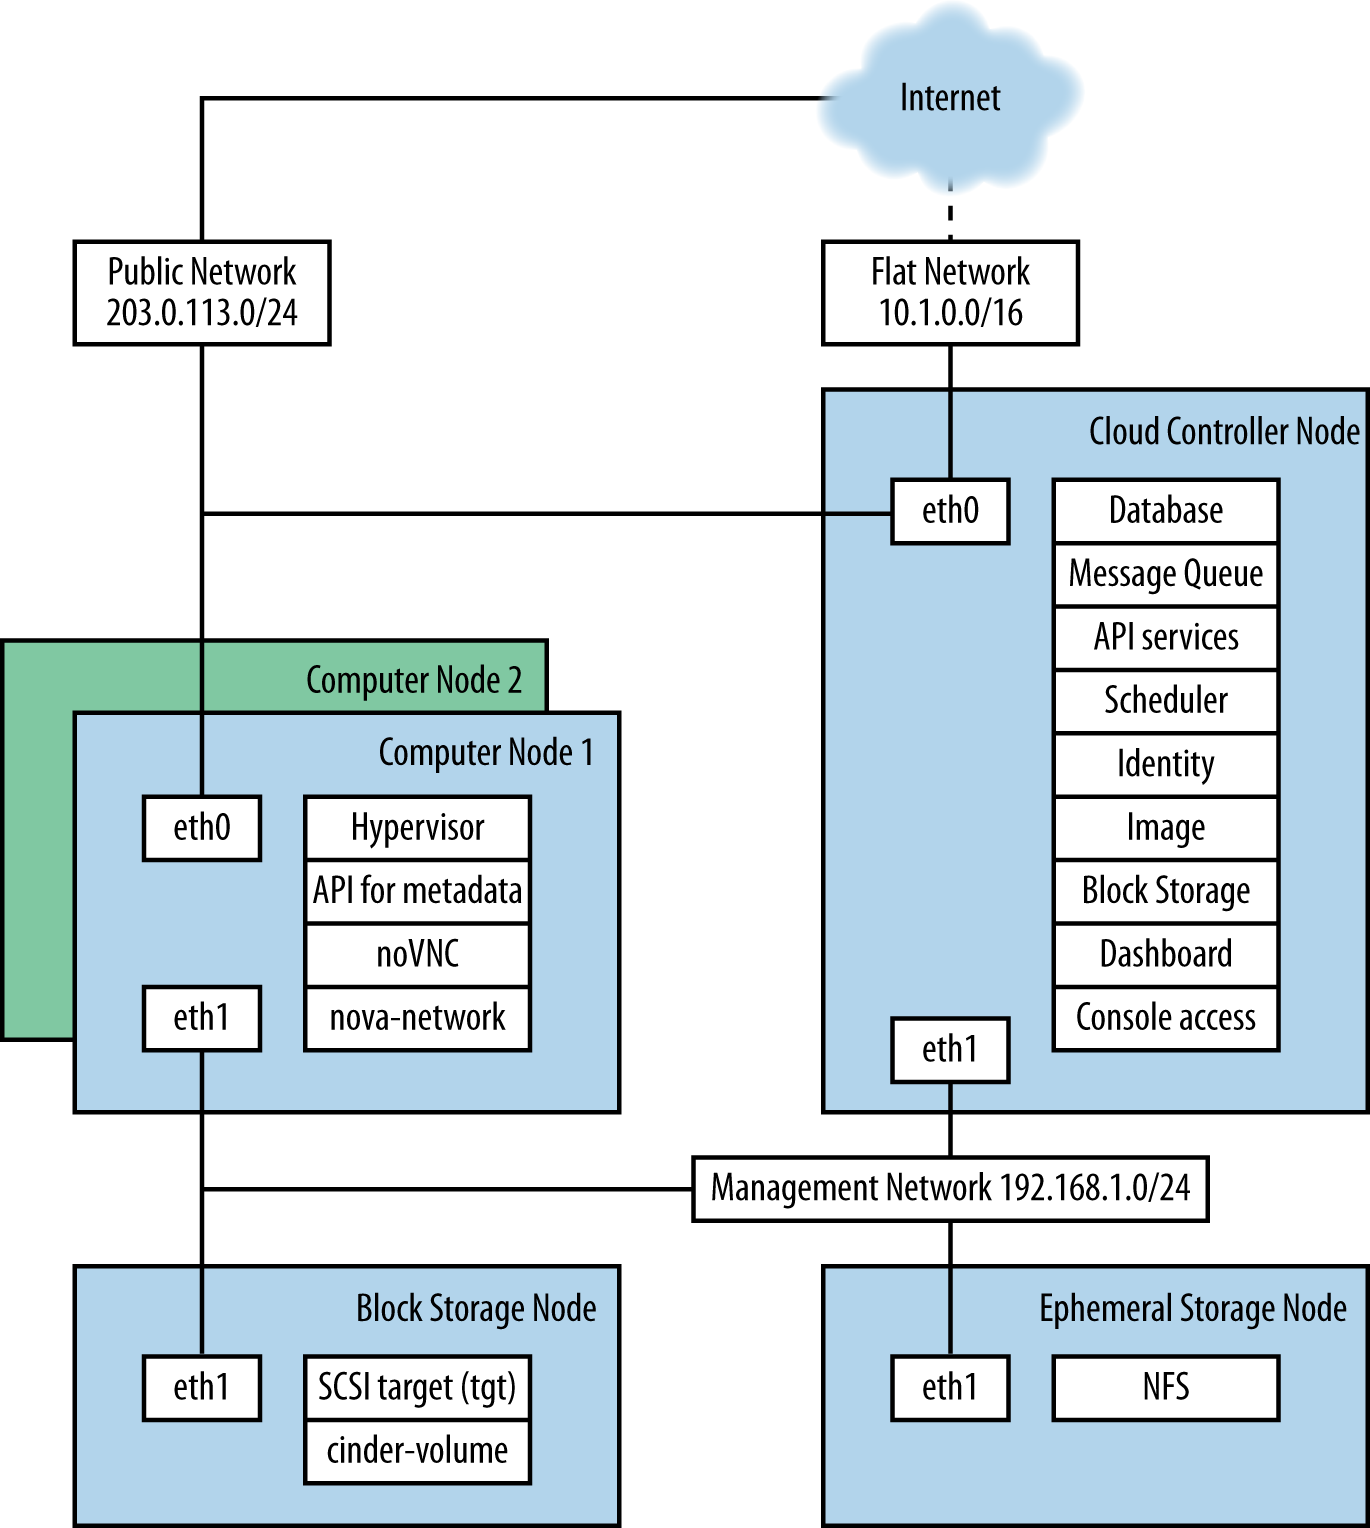 Internet
Public Network
203.0.113.0/24
Flat Network
10.1.0.0/16
Cloud Controller Node
eth0
Database
Message Queue
API services
Scheduler
Identity
Image
Block Storage
Dashboard
Console access
eth1
Computer Node 2
Computer Node 1
eth0
Hypervisor
API for metadata
noVNC
nova-network
eth1
Management Network 192.168.1.0/24
Block Storage Node
eth1
SCSI target (tgt)
cinder-volume
Ephemeral Storage Node
eth1
NFS